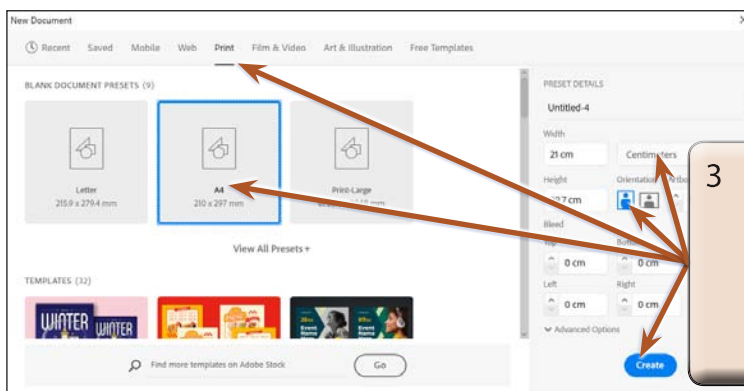 New Document
Recent Saved Mobile Web Print Film & Video Art & Illustration Free Templates
BLANK DOCUMENT PRESETS (9)
Letter
215.9 x 279.4 mm
A4
210 x 297 mm
Print-Large
View All Presets +
TEMPLATES (32)
WINTER WINTER
Event Name
Find more templates on Adobe Stock
Go
PRESET DETAILS
Untitled-4
Width
21 cm Centimeters
Height Orientation
Bleed
Top
0 cm 0 cm
Left Right
0 cm 0 cm
Advanced Options
Create
3